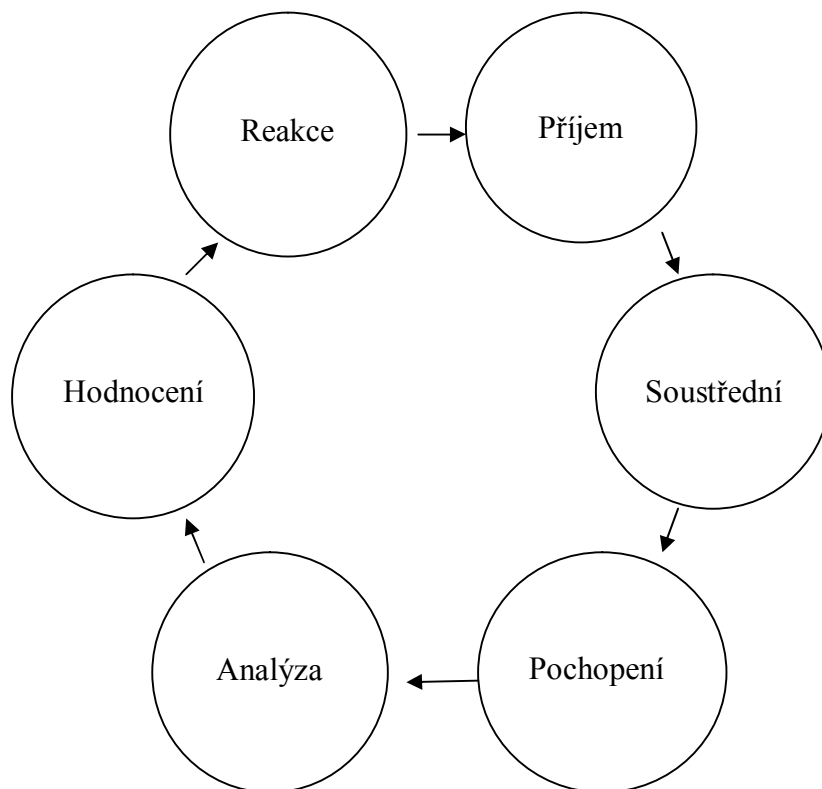 Reakce
Příjem
Hodnocení
Soustřední
Analýza
Pochopení